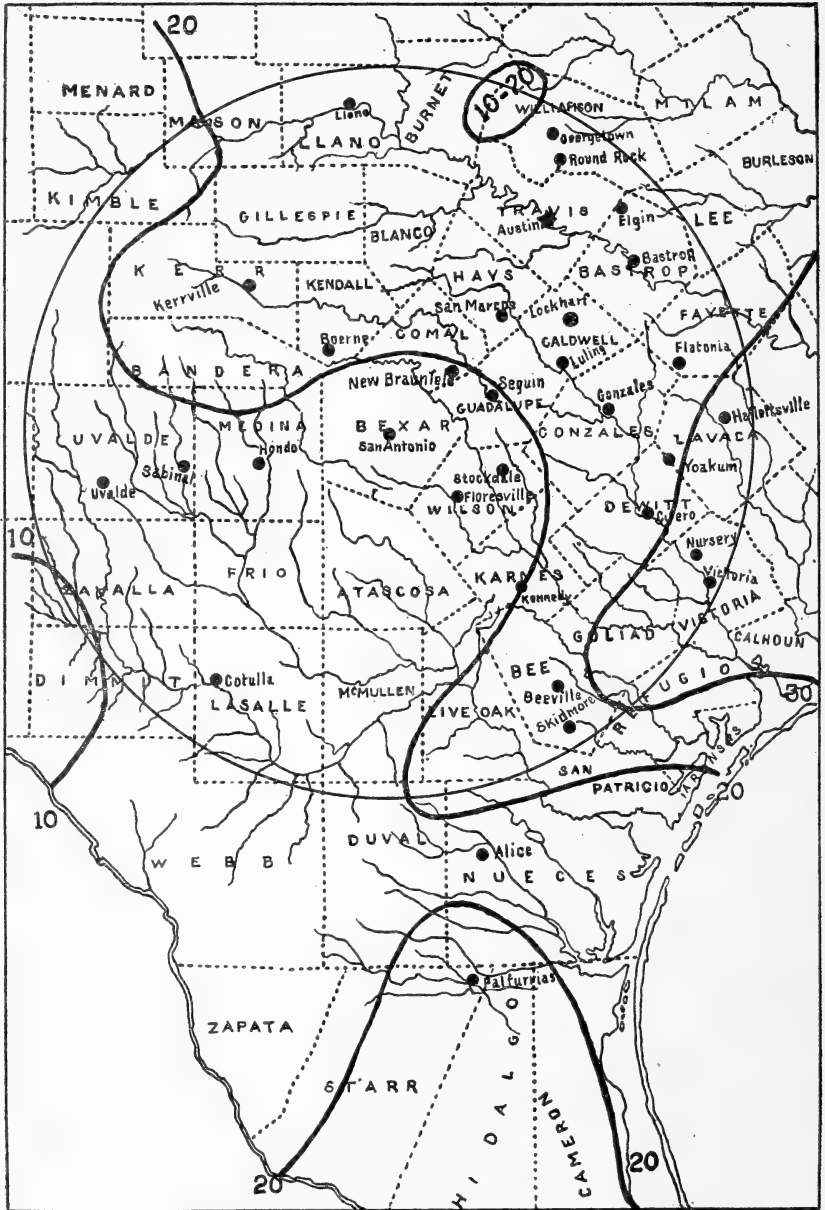 20
10=20
MENARD
BURNET
WILLIAMSON
MILAM
Llano
MASON
LLANO
Georgetown
Round Rock
BURLESON
KIMBLE
GILLESPIE
TRAVIS
Elgin
LEE
BLANCO
Austin
Bastrop
KERR
HAYS
BASTROP
Kerrville
KENDALL
San Marcos
Lockhart
FAYETTE
Boerne
COMAL
CALDWELL
Flatonia
BANDERA
Luling
New Braunfels
Seguin
GUADALUPE
Gonzales
Hallettsville
MEDINA
BEXAR
San Antonio
GONZALES
LAVACA
UVALDE
Hondo
Sabinal
Yoakum
Uvalde
Stockdale
Floresville
WILSON
DEWITT
Cuero
10
Nursery
FRIO
KARNES
Victoria
ZAVALLA
ATASCOSA
Kennedy
GOLIAD
VICTORIA
CALHOUN
BEE
DIMMIT
Cotulla
McMULLEN
Beeville
REFUGIO
30
LASALLE
LIVE OAK
Skidmore
ARANSAS
SAN
PATRICIO
20
10
DUVAL
Alice
WEBB
NUECES
Falfurrias
ZAPATA
STARR
HIDALGO
CAMERON
20
20